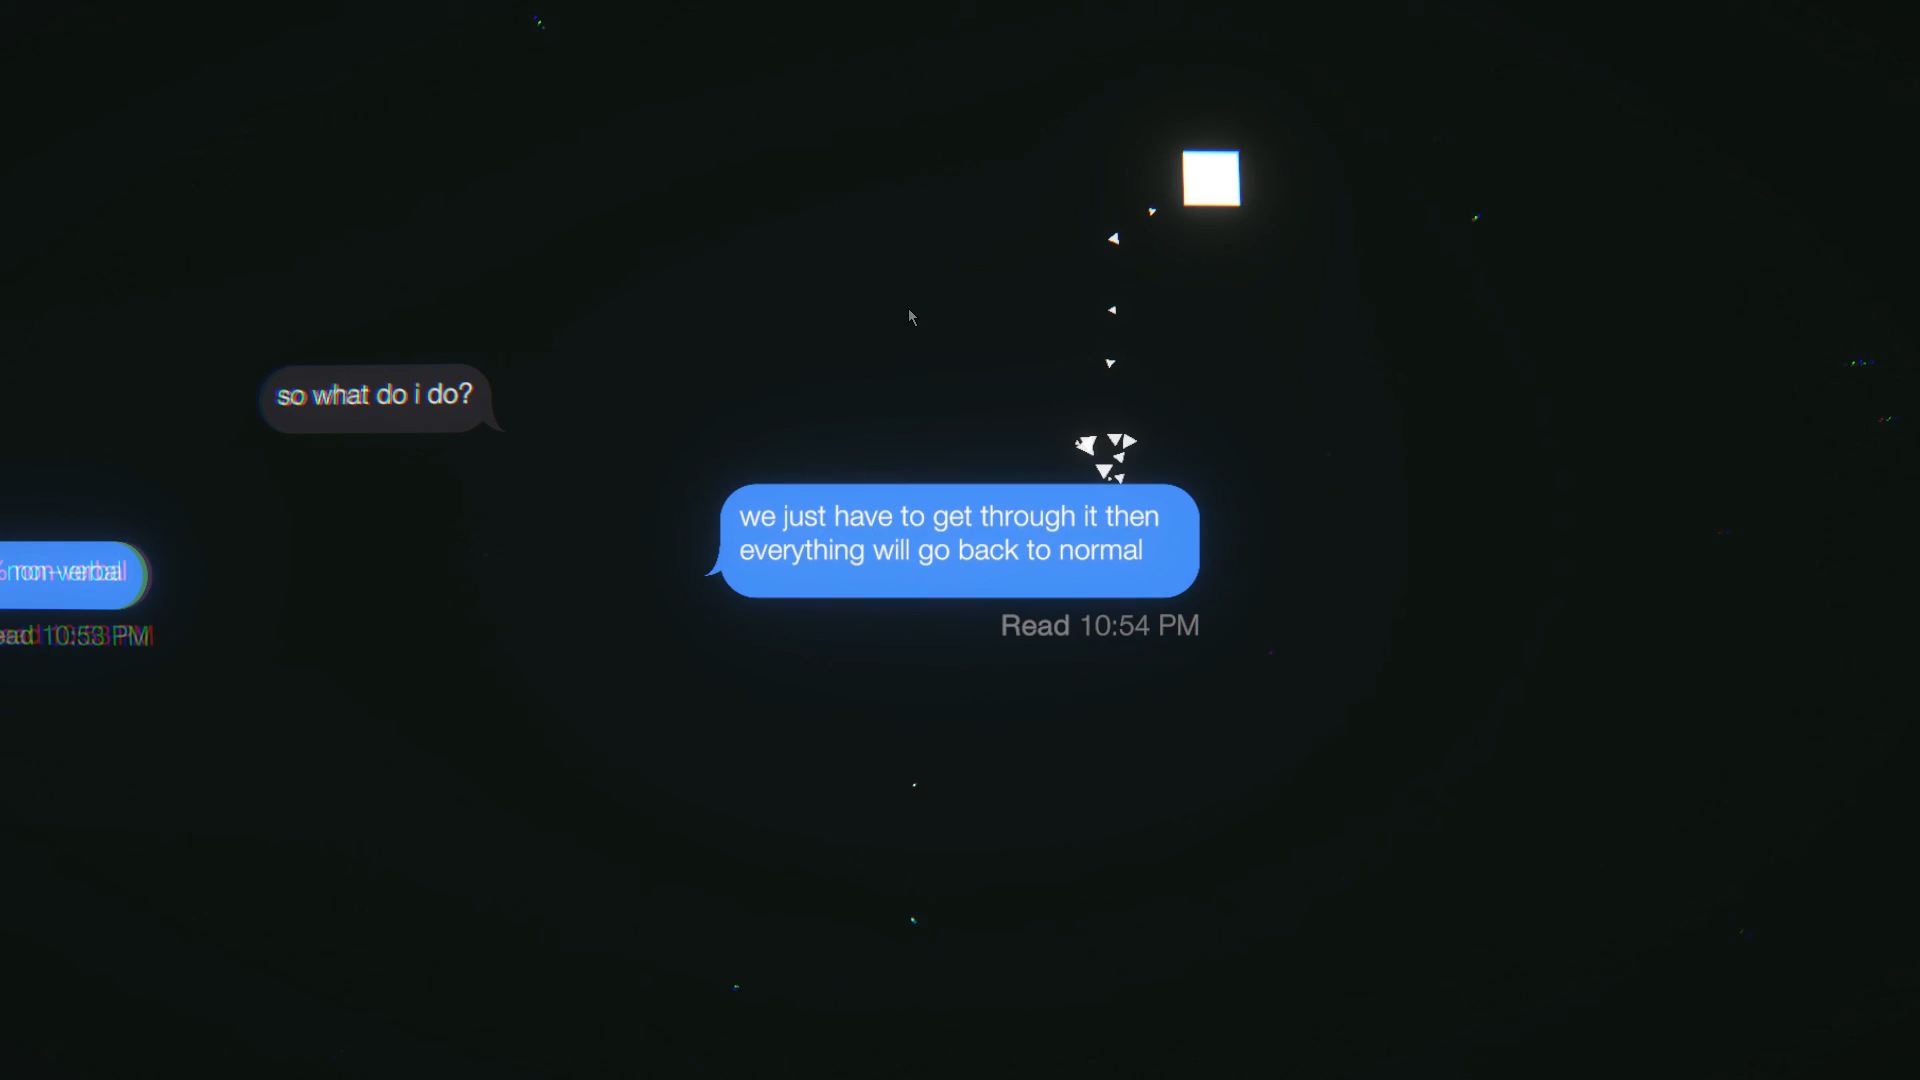 so what do i do?
non-verbal
Read 10:53 PM
we just have to get through it then
everything will go back to normal
Read 10:54 PM